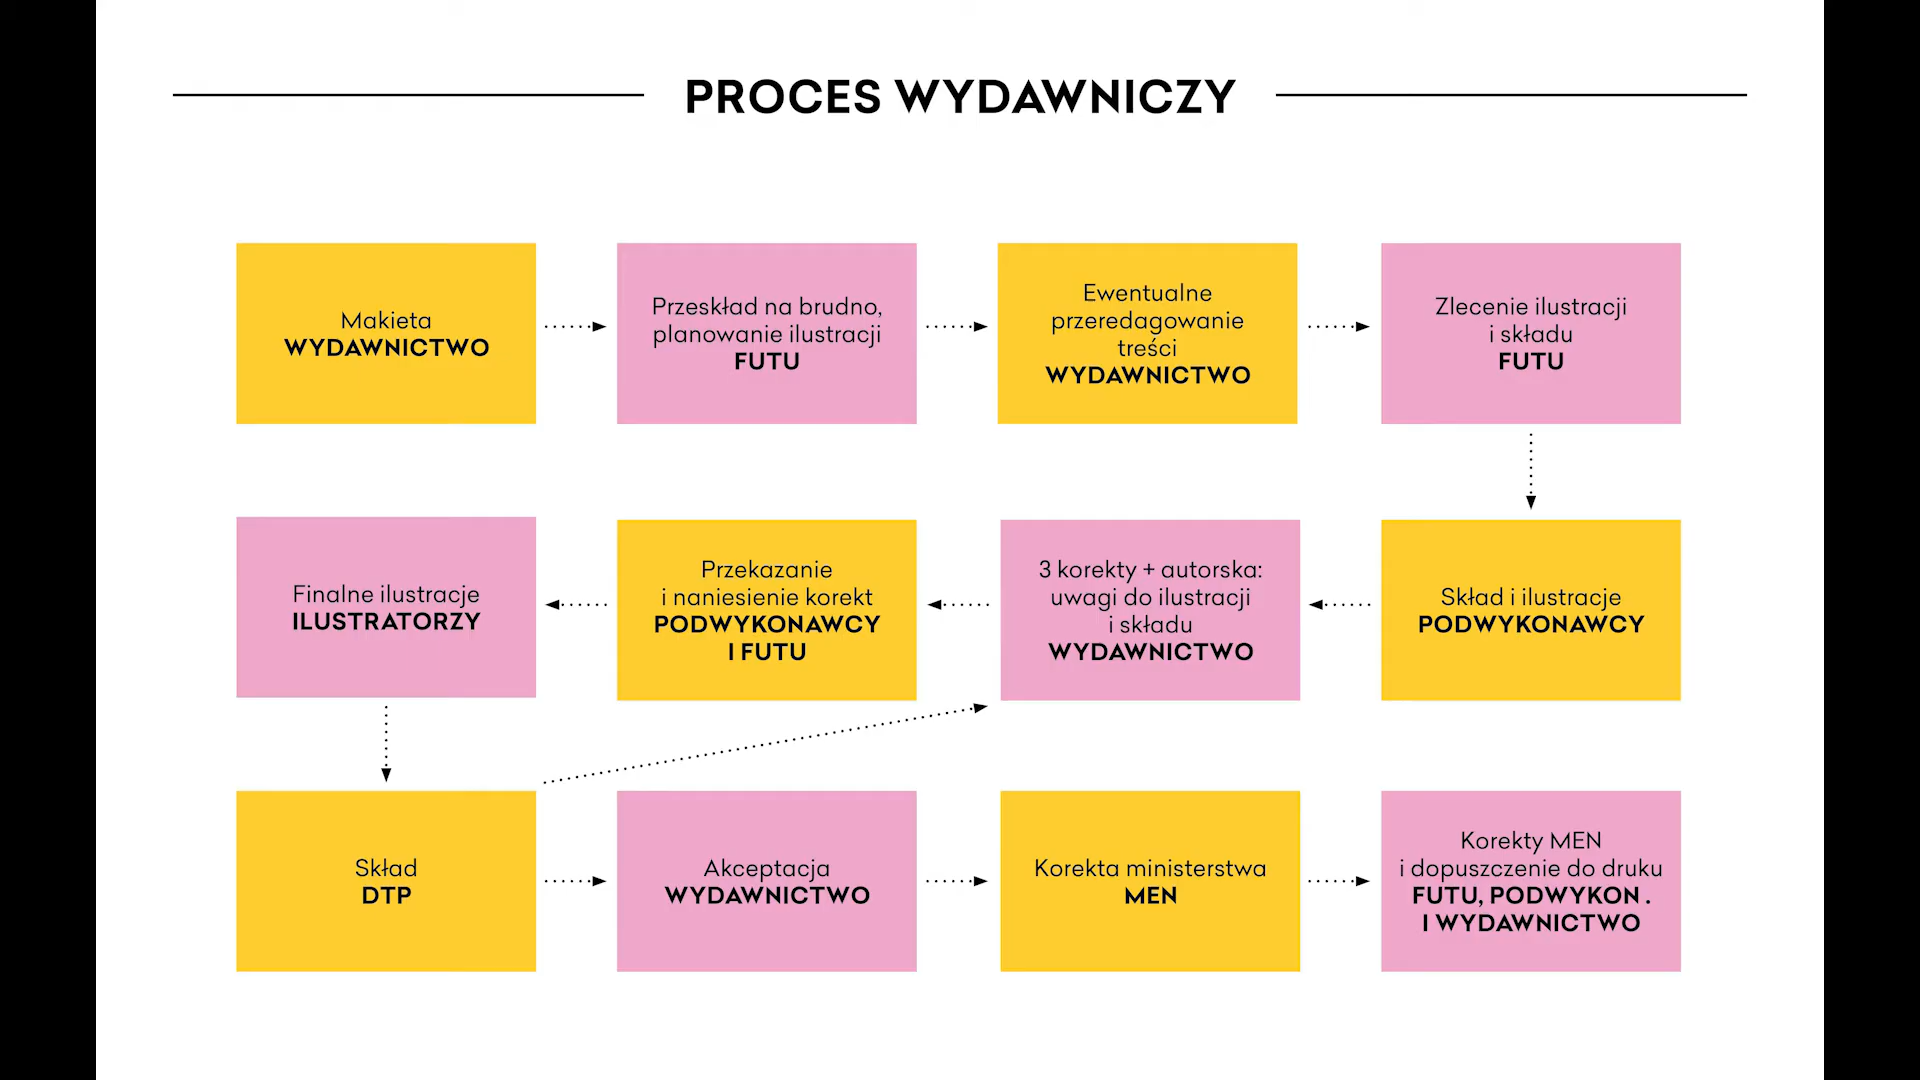 PROCES WYDAWNICZY
Makieta
WYDAWNICTWO
Przeskład na brudno,
planowanie ilustracji
FUTU
Ewentualne
przeredagowanie
treści
WYDAWNICTWO
Zlecenie ilustracji
i składu
FUTU
Finalne ilustracje
ILUSTRATORZY
Przekazanie
i naniesienie korekt
PODWYKONAWCY
I FUTU
3 korekty + autorska:
uwagi do ilustracji
i składu
WYDAWNICTWO
Skład i ilustracje
PODWYKONAWCY
Skład
DTP
Akceptacja
WYDAWNICTWO
Korekta ministerstwa
MEN
Korekty MEN
i dopuszczenie do druku
FUTU, PODWYKON .
I WYDAWNICTWO